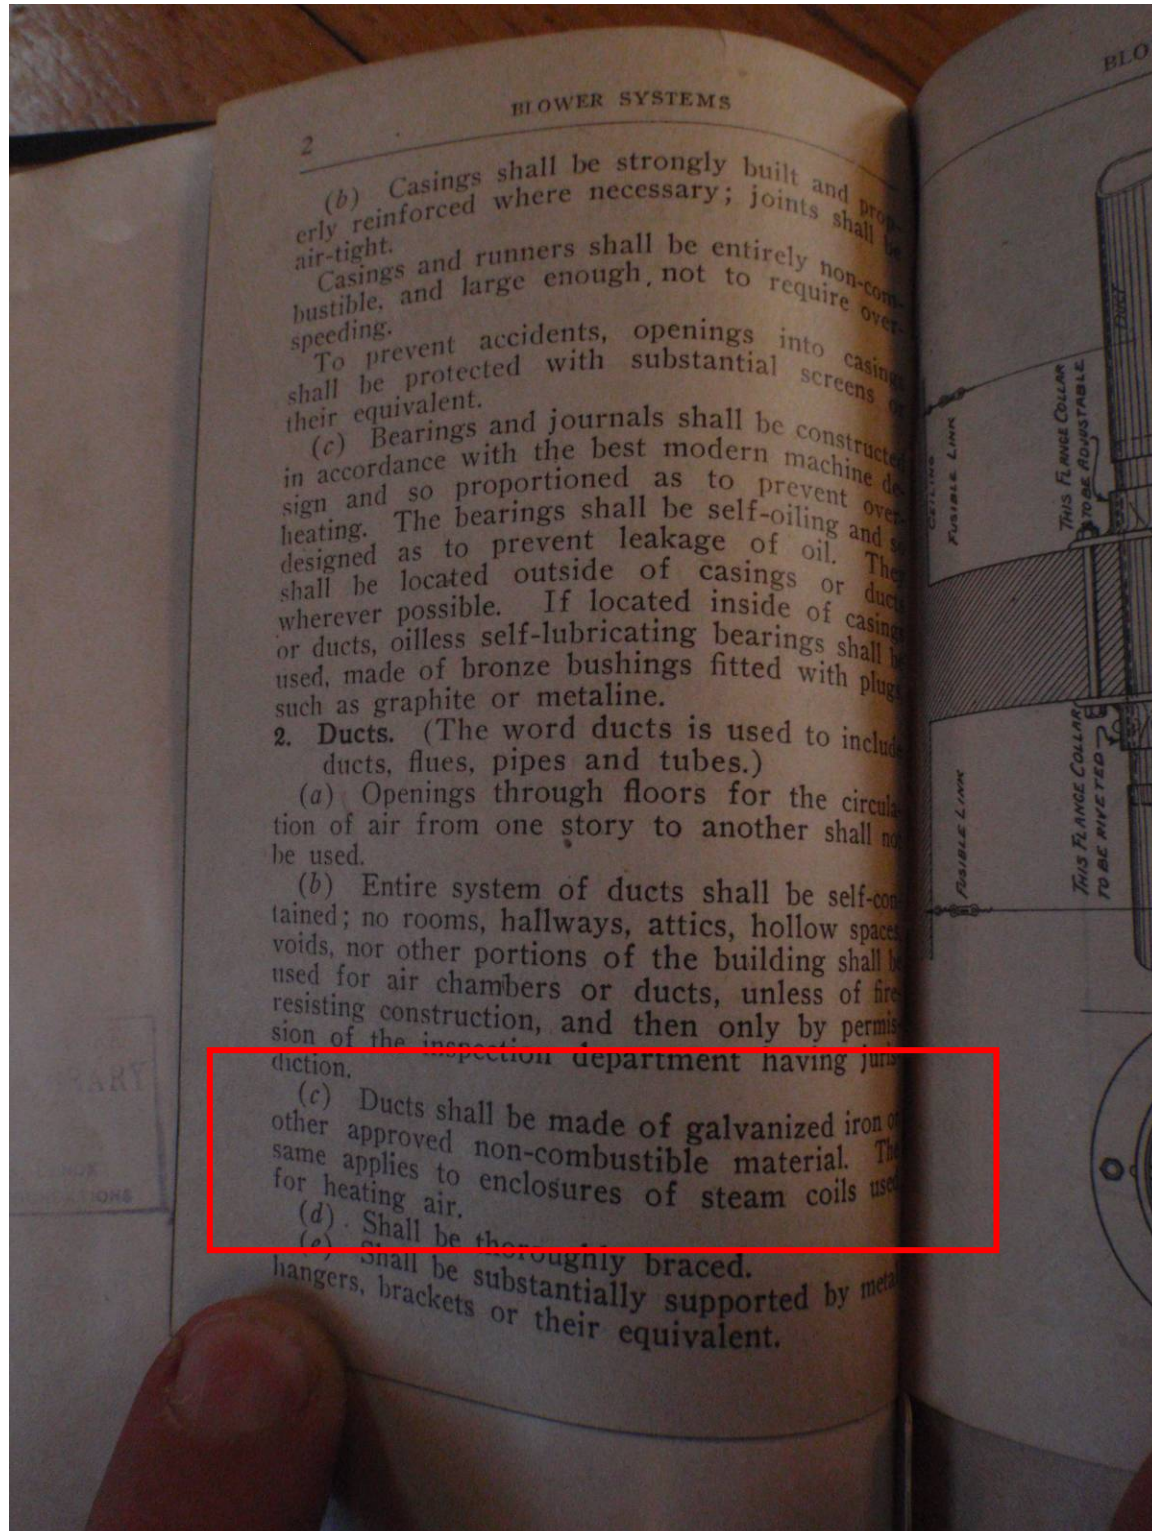 BLOWER SYSTEMS
2
(b) Casings shall be strongly built and prop-
erly reinforced where necessary; joints shall be
air-tight.
Casings and runners shall be entirely non-com-
bustible, and large enough not to require over-
speeding.
To prevent accidents, openings into casings
shall be protected with substantial screens or
their equivalent.
(c) Bearings and journals shall be constructed
in accordance with the best modern machine de-
sign and so proportioned as to prevent over-
heating. The bearings shall be self-oiling and so
designed as to prevent leakage of oil. They
shall be located outside of casings or ducts
wherever possible. If located inside of casings
or ducts, oilless self-lubricating bearings shall be
used, made of bronze bushings fitted with plugs
such as graphite or metaline.
2. Ducts. (The word ducts is used to include
ducts, flues, pipes and tubes.)
(a) Openings through floors for the circula-
tion of air from one story to another shall not
be used.
(b) Entire system of ducts shall be self-con-
tained; no rooms, hallways, attics, hollow spaces,
voids, nor other portions of the building shall be
used for air chambers or ducts, unless of fire-
resisting construction, and then only by permis-
sion of the inspection department having juris-
diction.
(c) Ducts shall be made of galvanized iron or
other approved non-combustible material. The
same applies to enclosures of steam coils used
for heating air.
(d) Shall be thoroughly braced.
(e) Shall be substantially supported by metal
hangers, brackets or their equivalent.
BLO
DUCT
CEILING
FUSIBLE LINK
THIS FLANGE COLLAR
TO BE ADJUSTABLE
FUSIBLE LINK
THIS FLANGE COLLAR
TO BE RIVETED